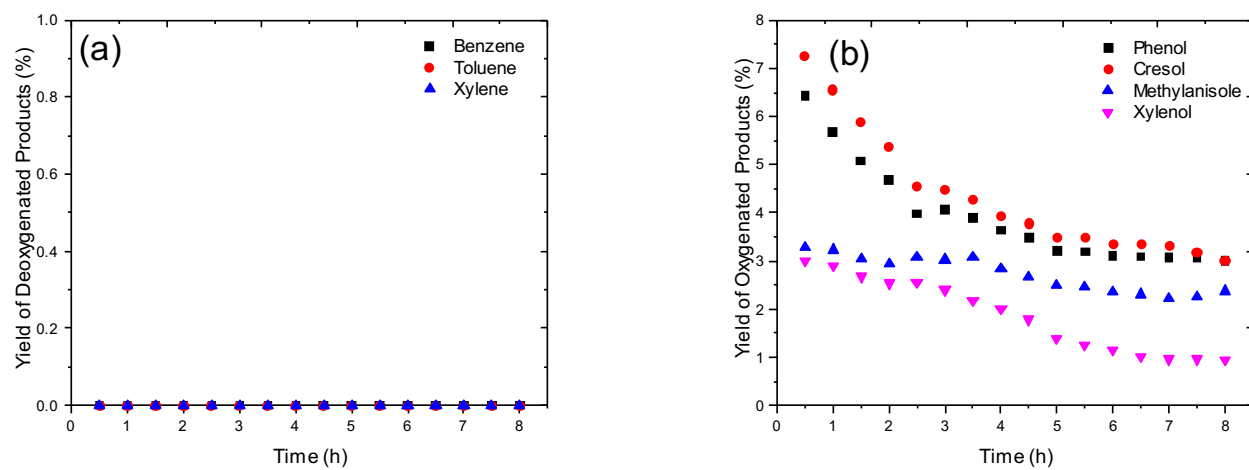 (a)
Benzene
Toluene
Xylene
Yield of Deoxygenated Products (%)
1.0
0.8
0.6
0.4
0.2
0.0
0 1 2 3 4 5 6 7 8
Time (h)
(b)
Phenol
Cresol
Methylanisole
Xylenol
Yield of Oxygenated Products (%)
8
7
6
5
4
3
2
1
0
0 1 2 3 4 5 6 7 8
Time (h)